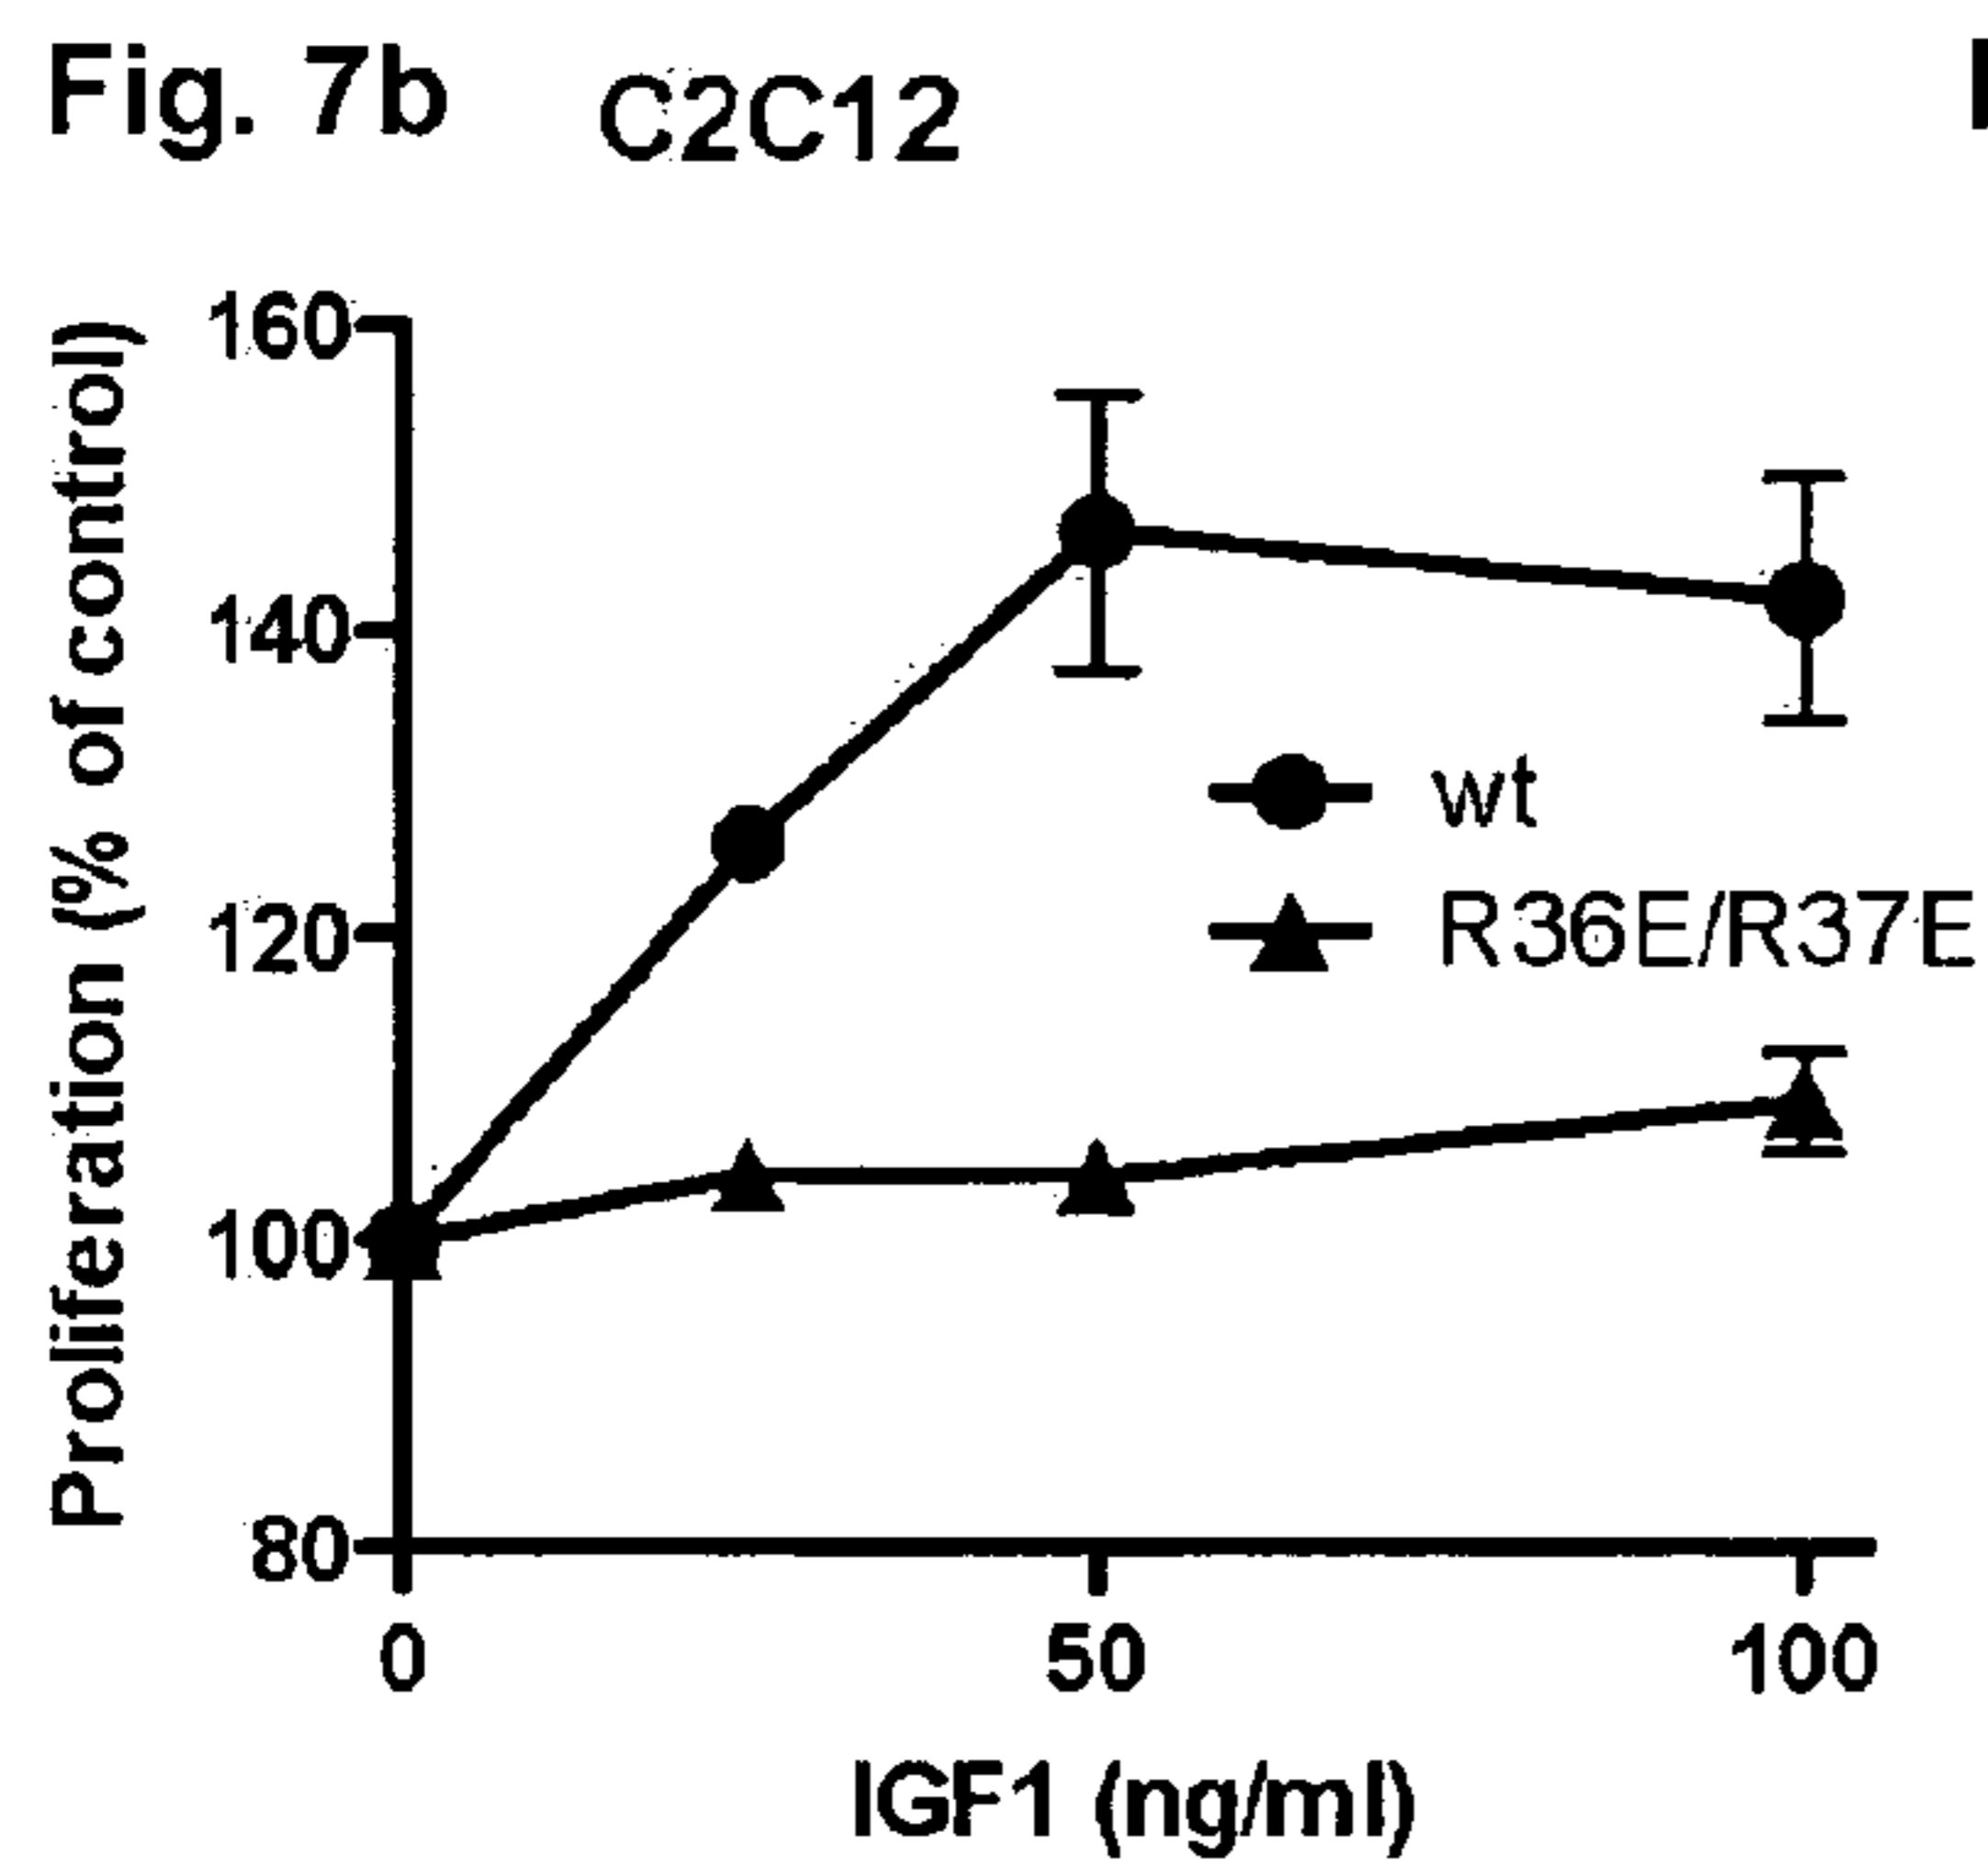 Fig. 7b
C2C12
Proliferation (% of control)
160
140
120
100
80
wt
R36E/R37E
0
50
100
IGF1 (ng/ml)